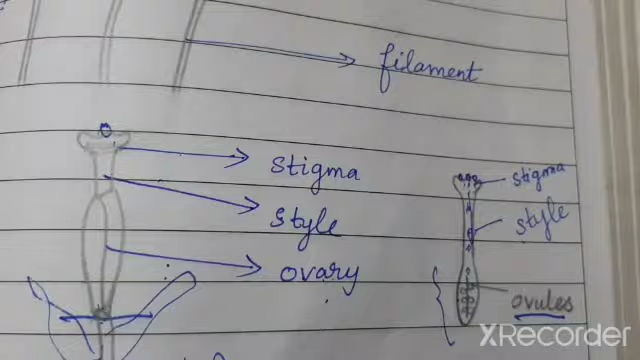 filament
stigma
style
ovary
stigma
style
ovules
XRecorder